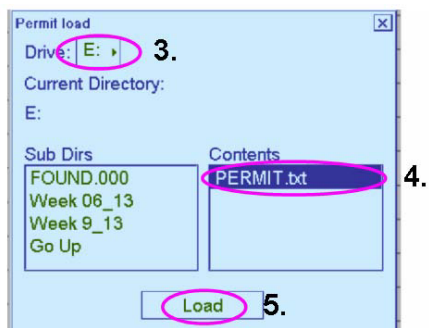 Permit load
Drive: E: 3.
Current Directory:
E:
Sub Dirs
FOUND.000
Week 06_13
Week 9_13
Go Up
Contents
PERMIT.txt 4.
Load 5.